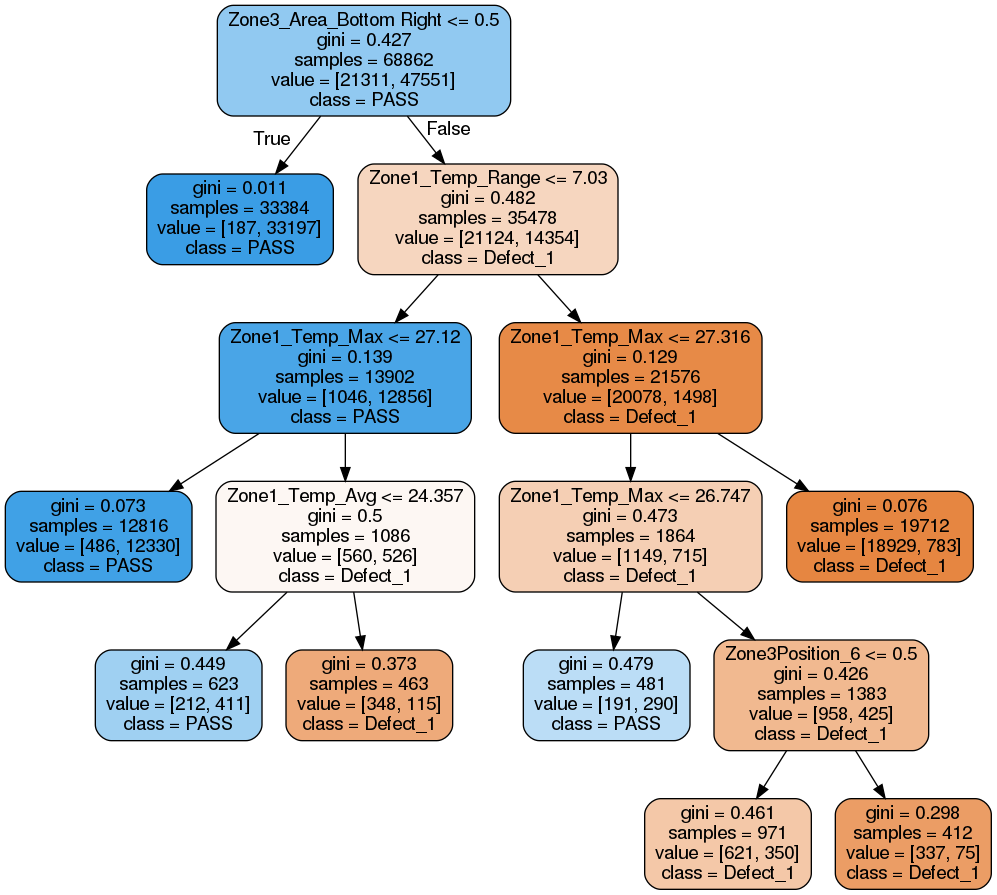 Zone3_Area_Bottom Right <= 0.5
gini = 0.427
samples = 68862
value = [21311, 47551]
class = PASS
True
False
gini = 0.011
samples = 33384
value = [187, 33197]
class = PASS
Zone1_Temp_Range <= 7.03
gini = 0.482
samples = 35478
value = [21124, 14354]
class = Defect_1
Zone1_Temp_Max <= 27.12
gini = 0.139
samples = 13902
value = [1046, 12856]
class = PASS
Zone1_Temp_Max <= 27.316
gini = 0.129
samples = 21576
value = [20078, 1498]
class = Defect_1
gini = 0.073
samples = 12816
value = [486, 12330]
class = PASS
Zone1_Temp_Avg <= 24.357
gini = 0.5
samples = 1086
value = [560, 526]
class = Defect_1
Zone1_Temp_Max <= 26.747
gini = 0.473
samples = 1864
value = [1149, 715]
class = Defect_1
gini = 0.076
samples = 19712
value = [18929, 783]
class = Defect_1
gini = 0.449
samples = 623
value = [212, 411]
class = PASS
gini = 0.373
samples = 463
value = [348, 115]
class = Defect_1
gini = 0.479
samples = 481
value = [191, 290]
class = PASS
Zone3Position_6 <= 0.5
gini = 0.426
samples = 1383
value = [958, 425]
class = Defect_1
gini = 0.461
samples = 971
value = [621, 350]
class = Defect_1
gini = 0.298
samples = 412
value = [337, 75]
class = Defect_1